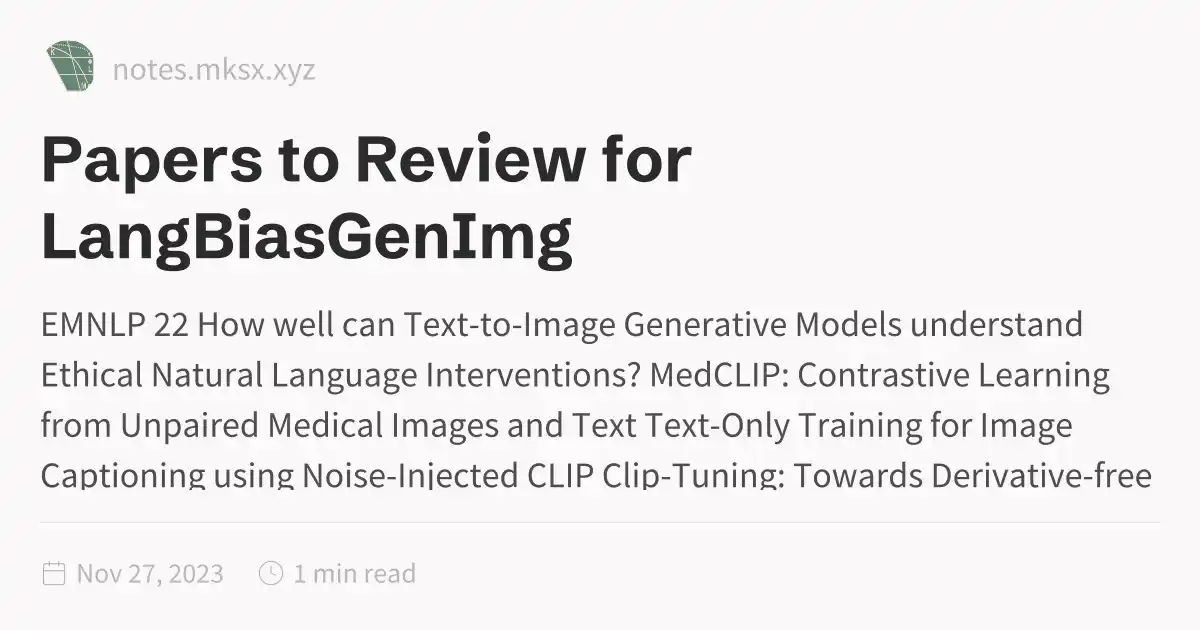 notes.mksx.xyz
Papers to Review for
LangBiasGenImg
EMNLP 22 How well can Text-to-Image Generative Models understand
Ethical Natural Language Interventions? MedCLIP: Contrastive Learning
from Unpaired Medical Images and Text Text-Only Training for Image
Captioning using Noise-Injected CLIP Clip-Tuning: Towards Derivative-free
Nov 27, 2023 1 min read